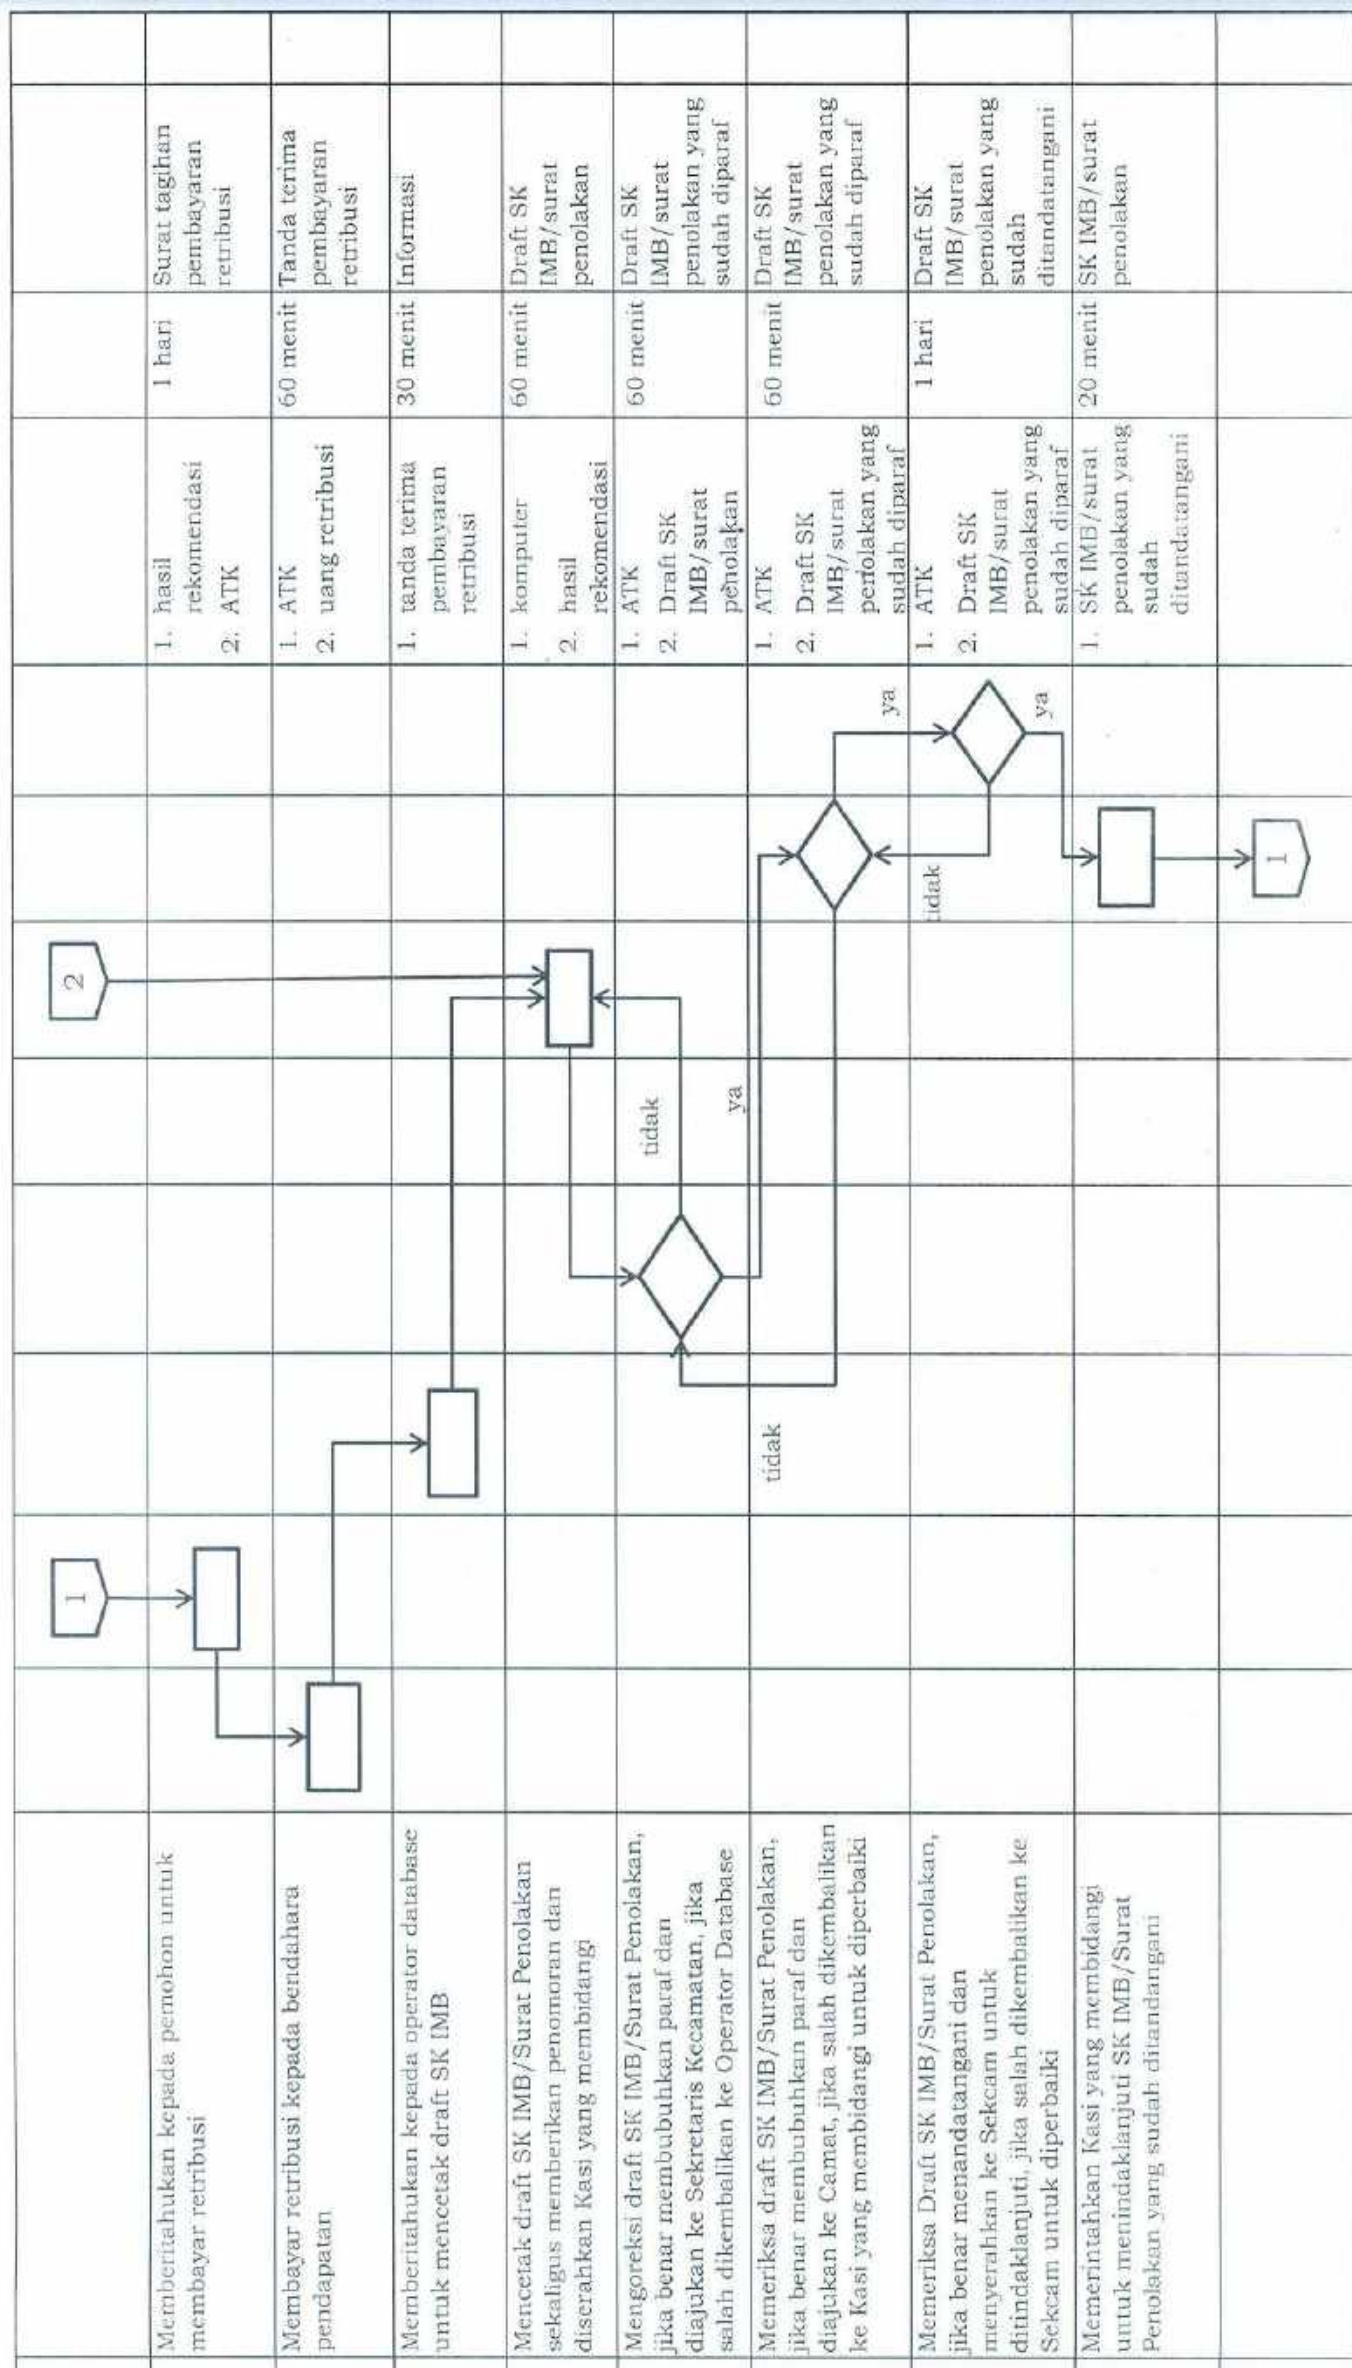 1
2
Memberitahukan kepada pemohon untuk
membayar retribusi
1. hasil
rekomendasi
2. ATK
1 hari
Surat tagihan
pembayaran
retribusi
Membayar retribusi kepada bendahara
pendapatan
1. ATK
2. uang retribusi
60 menit
Tanda terima
pembayaran
retribusi
Memberitahukan kepada operator database
untuk mencetak draft SK IMB
1. tanda terima
pembayaran
retribusi
30 menit
Informasi
Mencetak draft SK IMB/Surat Penolakan
sekaligus memberikan penomoran dan
diserahkan Kasi yang membidangi
1. komputer
2. hasil
rekomendasi
60 menit
Draft SK
IMB/surat
penolakan
Mengoreksi draft SK IMB/Surat Penolakan,
jika benar membubuhkan paraf dan
diajukan ke Sekretaris Kecamatan, jika
salah dikembalikan ke Operator Database
tidak
ya
1. ATK
2. Draft SK
IMB/surat
penolakan
60 menit
Draft SK
IMB/surat
penolakan yang
sudah diparaf
Memeriksa draft SK IMB/Surat Penolakan,
jika benar membubuhkan paraf dan
diajukan ke Camat, jika salah dikembalikan
ke Kasi yang membidangi untuk diperbaiki
tidak
ya
1. ATK
2. Draft SK
IMB/surat
penolakan yang
sudah diparaf
60 menit
Draft SK
IMB/surat
penolakan yang
sudah diparaf
Memeriksa Draft SK IMB/Surat Penolakan,
jika benar menandatangani dan
menyerahkan ke Sekcam untuk
ditindaklanjuti, jika salah dikembalikan ke
Sekcam untuk diperbaiki
tidak
ya
1. ATK
2. Draft SK
IMB/surat
penolakan yang
sudah diparaf
1 hari
Draft SK
IMB/surat
penolakan yang
sudah
ditandatangani
Memerintahkan Kasi yang membidangi
untuk menindaklanjuti SK IMB/Surat
Penolakan yang sudah ditandangani
1. SK IMB/surat
penolakan yang
sudah
ditandatangani
20 menit
SK IMB/surat
penolakan
1